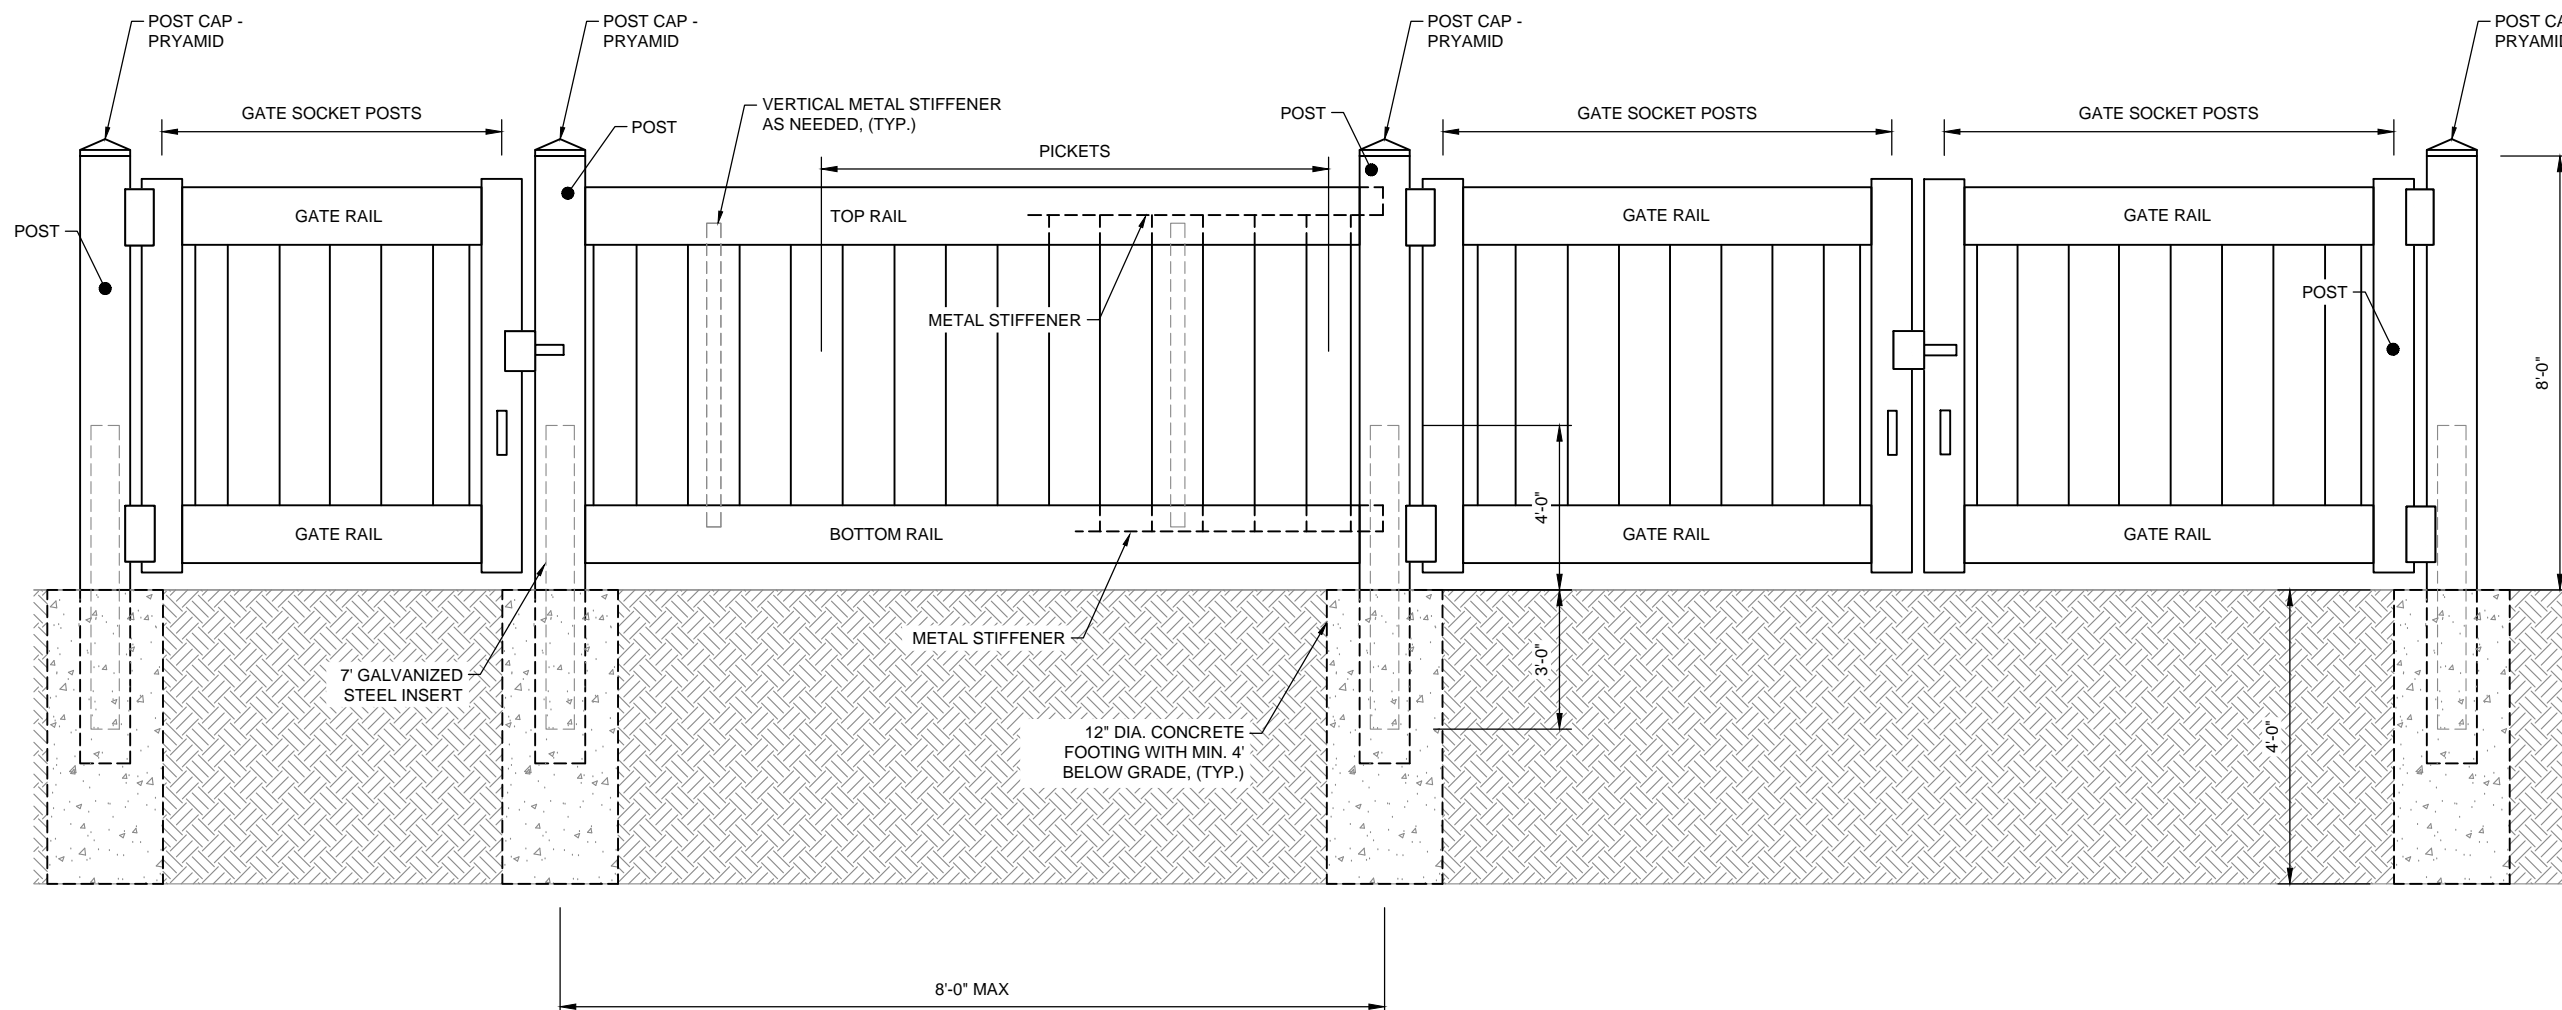 POST CAP -
PRYAMID
POST CAP -
PRYAMID
POST CAP -
PRYAMID
POST
GATE SOCKET POSTS
VERTICAL METAL STIFFENER
AS NEEDED, (TYP.)
POST
PICKETS
POST
GATE SOCKET POSTS
GATE SOCKET POSTS
POST
GATE RAIL
TOP RAIL
GATE RAIL
GATE RAIL
METAL STIFFENER
POST
8'-0"
4'-0"
GATE RAIL
BOTTOM RAIL
GATE RAIL
GATE RAIL
METAL STIFFENER
7' GALVANIZED
STEEL INSERT
3'-0"
12" DIA. CONCRETE
FOOTING WITH MIN. 4'
BELOW GRADE, (TYP.)
4'-0"
8'-0" MAX